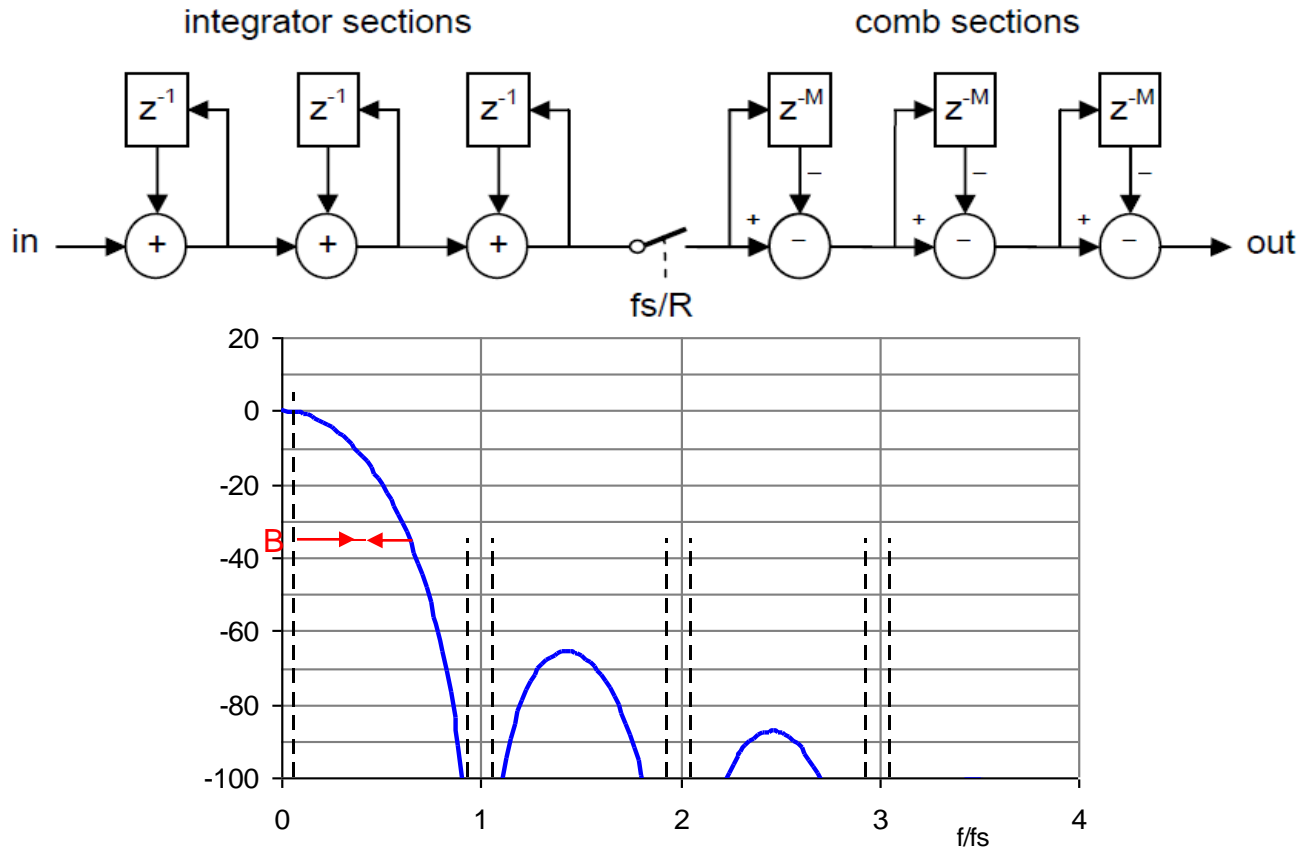 integrator sections comb sections
z⁻¹ z⁻¹ z⁻¹ z⁻ᴹ z⁻ᴹ z⁻ᴹ
– – –
+ + +
in + + + – – – out
fs/R
20
0
-20
B
-40
-60
-80
-100
0 1 2 3 4
f/fs